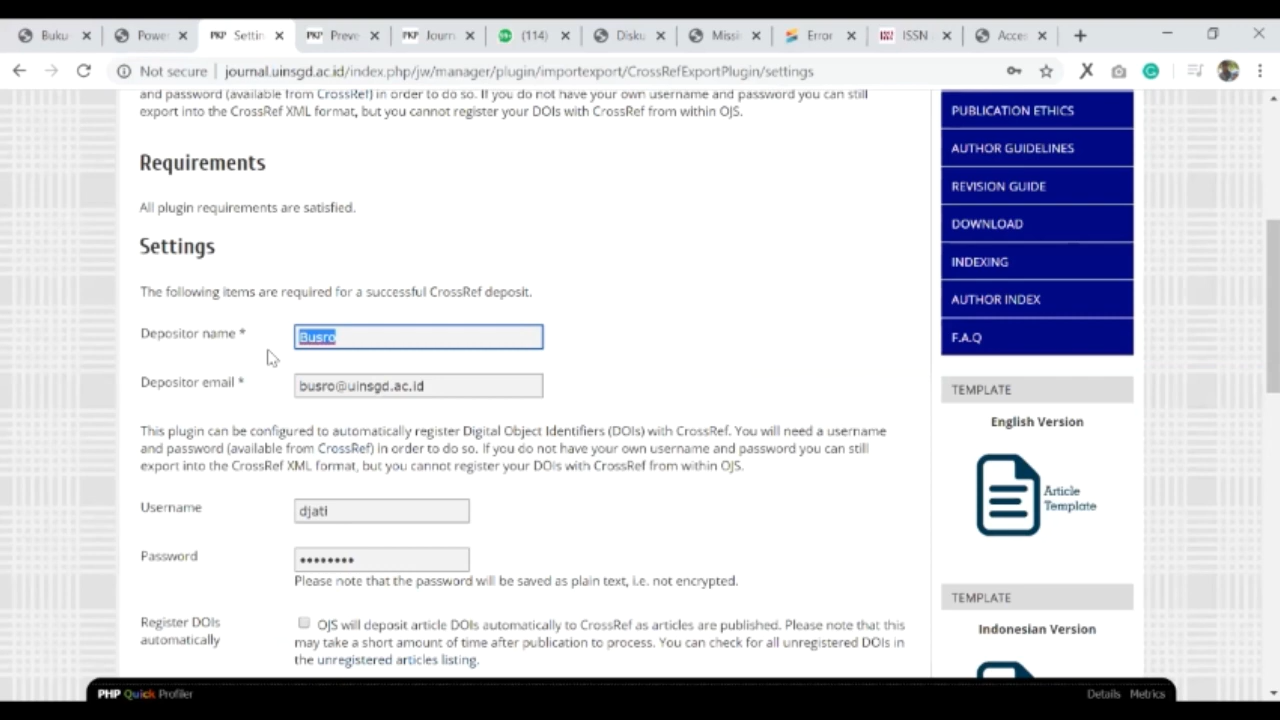 Buku
Power
PKP Settin
PKP Preve
PKP Journ
99+ (114)
Disku
Missi
Error
ISSN
Acces
Not secure | journal.uinsgd.ac.id/index.php/jw/manager/plugin/importexport/CrossRefExportPlugin/settings
and password (available from CrossRef) in order to do so. If you do not have your own username and password you can still
export into the CrossRef XML format, but you cannot register your DOIs with CrossRef from within OJS.
Requirements
All plugin requirements are satisfied.
Settings
The following items are required for a successful CrossRef deposit.
Depositor name *
Busro
Depositor email *
busro@uinsgd.ac.id
This plugin can be configured to automatically register Digital Object Identifiers (DOIs) with CrossRef. You will need a username
and password (available from CrossRef) in order to do so. If you do not have your own username and password you can still
export into the CrossRef XML format, but you cannot register your DOIs with CrossRef from within OJS.
Username
djati
Password
••••••••
Please note that the password will be saved as plain text, i.e. not encrypted.
Register DOIs
automatically
OJS will deposit article DOIs automatically to CrossRef as articles are published. Please note that this
may take a short amount of time after publication to process. You can check for all unregistered DOIs in
the unregistered articles listing.
PUBLICATION ETHICS
AUTHOR GUIDELINES
REVISION GUIDE
DOWNLOAD
INDEXING
AUTHOR INDEX
F.A.Q
TEMPLATE
English Version
Article
Template
TEMPLATE
Indonesian Version
PHP Quick Profiler
Details Metrics